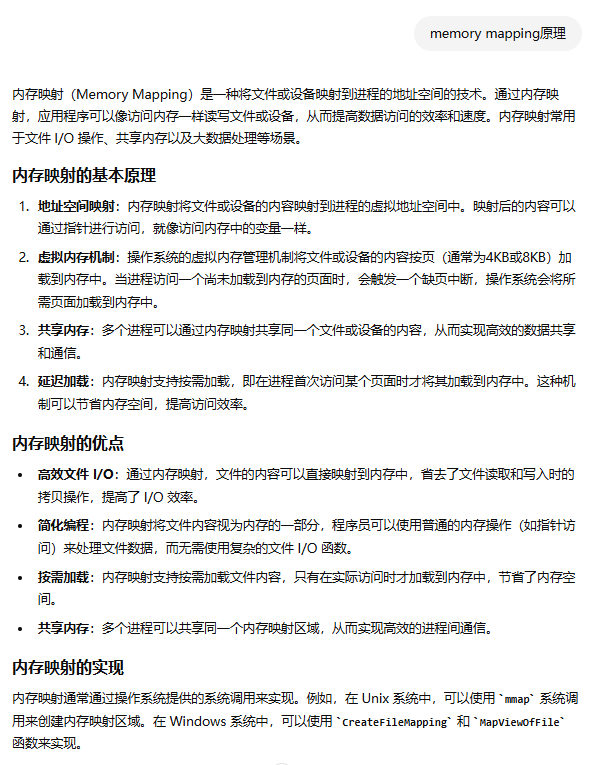 memory mapping原理
内存映射（Memory Mapping）是一种将文件或设备映射到进程的地址空间的技术。通过内存映
射，应用程序可以像访问内存一样读写文件或设备，从而提高数据访问的效率和速度。内存映射常用
于文件 I/O 操作、共享内存以及大数据处理等场景。
内存映射的基本原理
1. 地址空间映射：内存映射将文件或设备的内容映射到进程的虚拟地址空间中。映射后的内容可以
通过指针进行访问，就像访问内存中的变量一样。
2. 虚拟内存机制：操作系统的虚拟内存管理机制将文件或设备的内容按页（通常为4KB或8KB）加
载到内存中。当进程访问一个尚未加载到内存的页面时，会触发一个缺页中断，操作系统会将所
需页面加载到内存中。
3. 共享内存：多个进程可以通过内存映射共享同一个文件或设备的内容，从而实现高效的数据共享
和通信。
4. 延迟加载：内存映射支持按需加载，即在进程首次访问某个页面时才将其加载到内存中。这种机
制可以节省内存空间，提高访问效率。
内存映射的优点
• 高效文件 I/O：通过内存映射，文件的内容可以直接映射到内存中，省去了文件读取和写入时的
拷贝操作，提高了 I/O 效率。
• 简化编程：内存映射将文件内容视为内存的一部分，程序员可以使用普通的内存操作（如指针访
问）来处理文件数据，而无需使用复杂的文件 I/O 函数。
• 按需加载：内存映射支持按需加载文件内容，只有在实际访问时才加载到内存中，节省了内存空
间。
• 共享内存：多个进程可以共享同一个内存映射区域，从而实现高效的进程间通信。
内存映射的实现
内存映射通常通过操作系统提供的系统调用来实现。例如，在 Unix 系统中，可以使用 `mmap` 系统调
用来创建内存映射区域。在 Windows 系统中，可以使用 `CreateFileMapping` 和 `MapViewOfFile`
函数来实现。